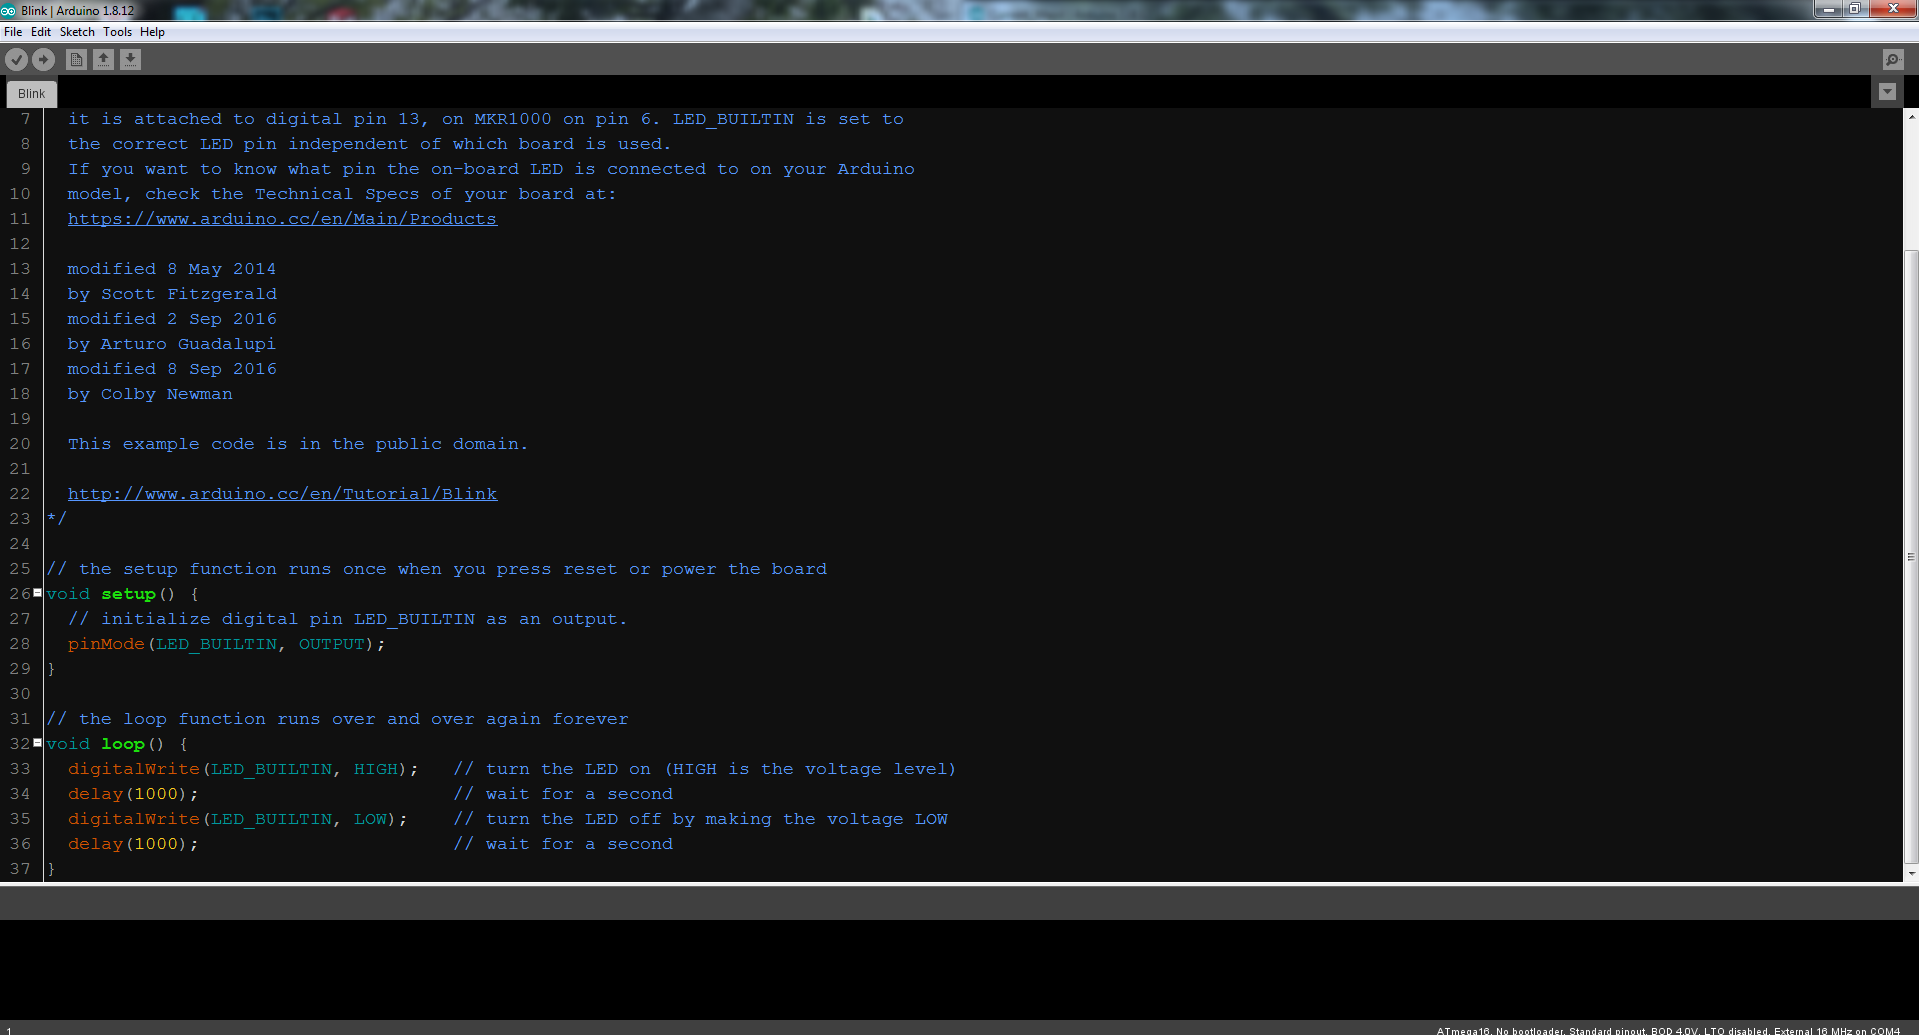 Blink | Arduino 1.8.12
File Edit Sketch Tools Help
Blink
7 it is attached to digital pin 13, on MKR1000 on pin 6. LED_BUILTIN is set to
8 the correct LED pin independent of which board is used.
9 If you want to know what pin the on-board LED is connected to on your Arduino
10 model, check the Technical Specs of your board at:
11 https://www.arduino.cc/en/Main/Products
12
13 modified 8 May 2014
14 by Scott Fitzgerald
15 modified 2 Sep 2016
16 by Arturo Guadalupi
17 modified 8 Sep 2016
18 by Colby Newman
19
20 This example code is in the public domain.
21
22 http://www.arduino.cc/en/Tutorial/Blink
23 */
24
25 // the setup function runs once when you press reset or power the board
26 void setup() {
27 // initialize digital pin LED_BUILTIN as an output.
28 pinMode(LED_BUILTIN, OUTPUT);
29 }
30
31 // the loop function runs over and over again forever
32 void loop() {
33 digitalWrite(LED_BUILTIN, HIGH); // turn the LED on (HIGH is the voltage level)
34 delay(1000); // wait for a second
35 digitalWrite(LED_BUILTIN, LOW); // turn the LED off by making the voltage LOW
36 delay(1000); // wait for a second
37 }
1 ATmega16, No bootloader, Standard pinout, BOD 4.0V, LTO disabled, External 16 MHz on COM4